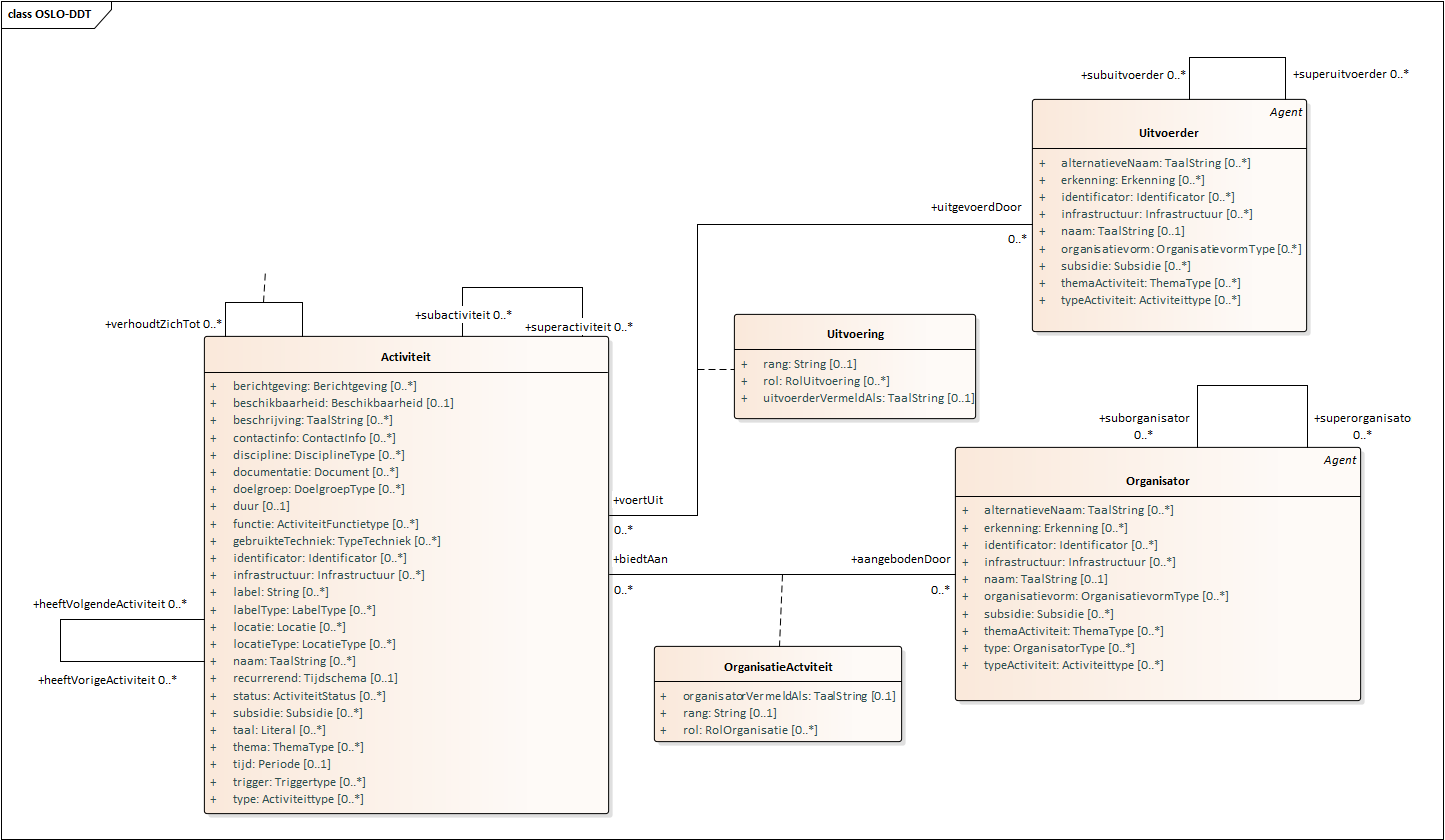 class OSLO-DDT
+subuitvoerder 0..*
+superuitvoerder 0..*
Agent
Uitvoerder
+ alternatieveNaam: TaalString [0..*]
+ erkenning: Erkenning [0..*]
+ identificator: Identificator [0..*]
+ infrastructuur: Infrastructuur [0..*]
+ naam: TaalString [0..1]
+ organisatievorm: OrganisatievormType [0..*]
+ subsidie: Subsidie [0..*]
+ themaActiviteit: ThemaType [0..*]
+ typeActiviteit: Activiteittype [0..*]
+uitgevoerdDoor
0..*
+verhoudtZichTot 0..*
+subactiviteit 0..*
+superactiviteit 0..*
Activiteit
+ berichtgeving: Berichtgeving [0..*]
+ beschikbaarheid: Beschikbaarheid [0..1]
+ beschrijving: TaalString [0..*]
+ contactinfo: ContactInfo [0..*]
+ discipline: DisciplineType [0..*]
+ documentatie: Document [0..*]
+ doelgroep: DoelgroepType [0..*]
+ duur [0..1]
+ functie: ActiviteitFunctietype [0..*]
+ gebruikteTechniek: TypeTechniek [0..*]
+ identificator: Identificator [0..*]
+ infrastructuur: Infrastructuur [0..*]
+ label: String [0..*]
+ labelType: LabelType [0..*]
+ locatie: Locatie [0..*]
+ locatieType: LocatieType [0..*]
+ naam: TaalString [0..*]
+ recurrerend: Tijdschema [0..1]
+ status: ActiviteitStatus [0..*]
+ subsidie: Subsidie [0..*]
+ taal: Literal [0..*]
+ thema: ThemaType [0..*]
+ tijd: Periode [0..1]
+ trigger: Triggertype [0..*]
+ type: Activiteittype [0..*]
+heeftVolgendeActiviteit 0..*
+heeftVorigeActiviteit 0..*
Uitvoering
+ rang: String [0..1]
+ rol: RolUitvoering [0..*]
+ uitvoerderVermeldAls: TaalString [0..1]
+voertUit
0..*
+biedtAan
0..*
+aangebodenDoor
0..*
+suborganisator
0..*
+superorganisato
0..*
Agent
Organisator
+ alternatieveNaam: TaalString [0..*]
+ erkenning: Erkenning [0..*]
+ identificator: Identificator [0..*]
+ infrastructuur: Infrastructuur [0..*]
+ naam: TaalString [0..1]
+ organisatievorm: OrganisatievormType [0..*]
+ subsidie: Subsidie [0..*]
+ themaActiviteit: ThemaType [0..*]
+ type: OrganisatorType [0..*]
+ typeActiviteit: Activiteittype [0..*]
OrganisatieActviteit
+ organisatorVermeldAls: TaalString [0.1]
+ rang: String [0..1]
+ rol: RolOrganisatie [0..*]